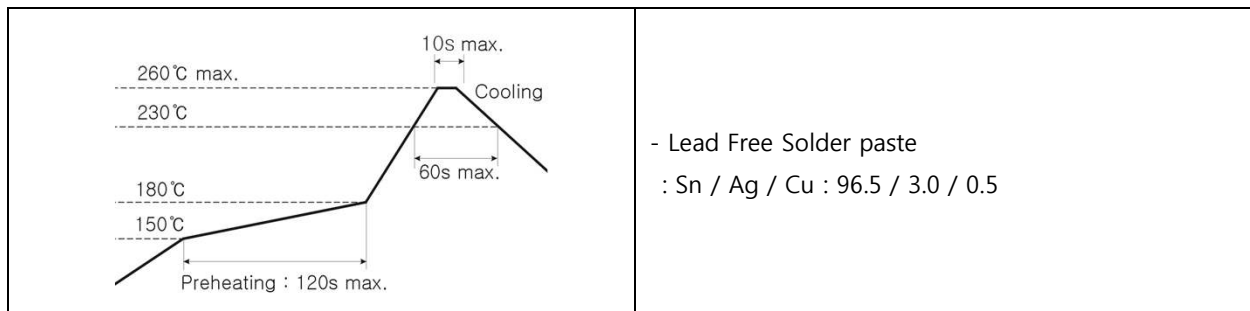 10s max.
260℃ max.
Cooling
230℃
60s max.
180℃
150℃
Preheating : 120s max.
- Lead Free Solder paste
: Sn / Ag / Cu : 96.5 / 3.0 / 0.5